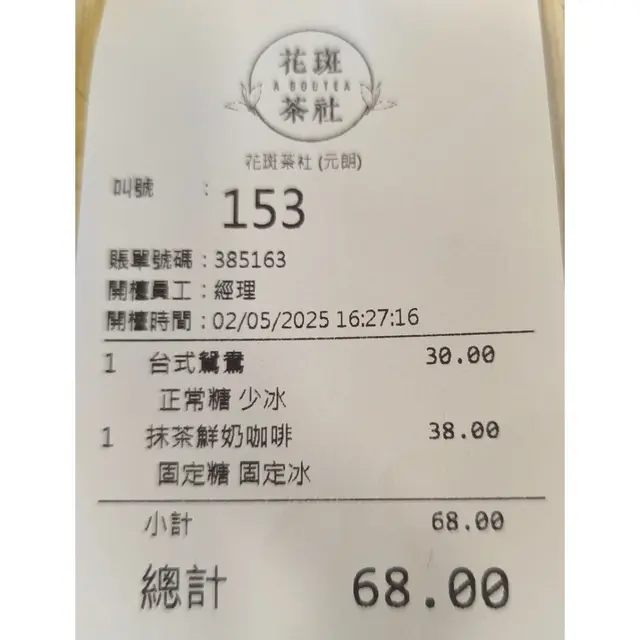 花斑
A BOUTEA
茶社
花斑茶社 (元朗)
叫號 : 153
賬單號碼 : 385163
開檯員工 : 經理
開檯時間 : 02/05/2025 16:27:16
1 台式鴛鴦 30.00
正常糖 少冰
1 抹茶鮮奶咖啡 38.00
固定糖 固定冰
小計 68.00
總計 68.00